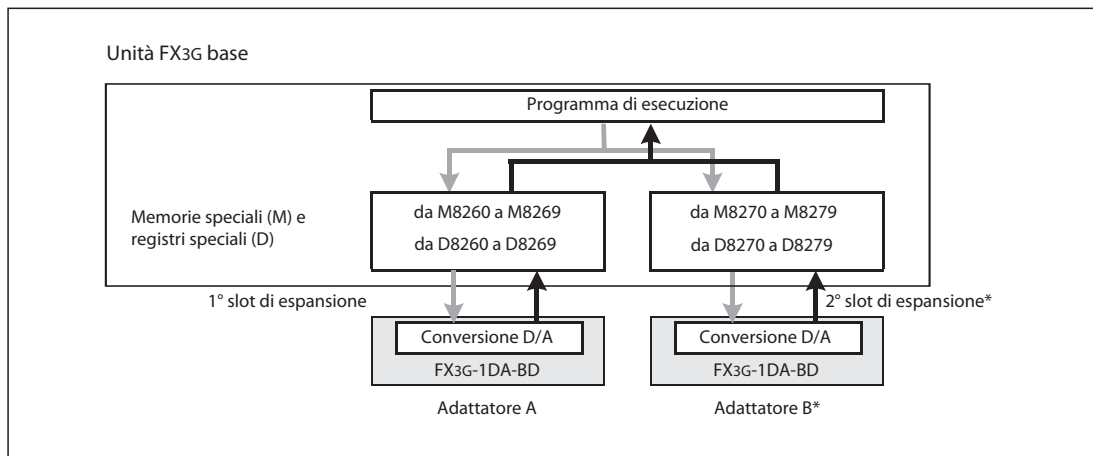 Unità FX3G base
Programma di esecuzione
Memorie speciali (M) e
registri speciali (D)
da M8260 a M8269
da D8260 a D8269
da M8270 a M8279
da D8270 a D8279
1° slot di espansione
2° slot di espansione*
Conversione D/A
FX3G-1DA-BD
Conversione D/A
FX3G-1DA-BD
Adattatore A
Adattatore B*